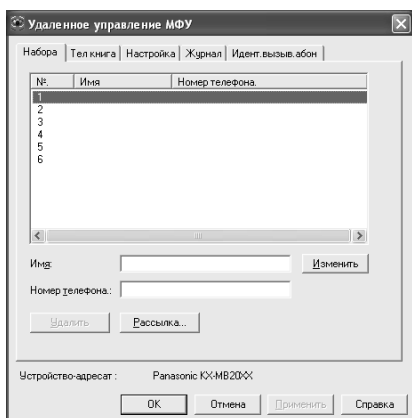 Удаленное управление МФУ
Набора Тел книга Настройка Журнал Идент.вызыв.абон
№. Имя Номер телефона.
1
2
3
4
5
6
Имя: Изменить
Номер телефона.:
Удалить Рассылка...
Устройство-адресат : Panasonic KX-MB20XX
OK Отмена Применить Справка